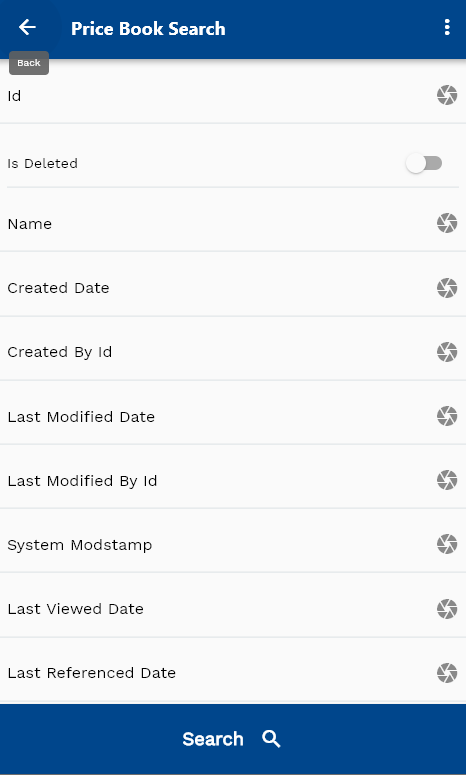 Price Book Search
Back
Id
Is Deleted
Name
Created Date
Created By Id
Last Modified Date
Last Modified By Id
System Modstamp
Last Viewed Date
Last Referenced Date
Search